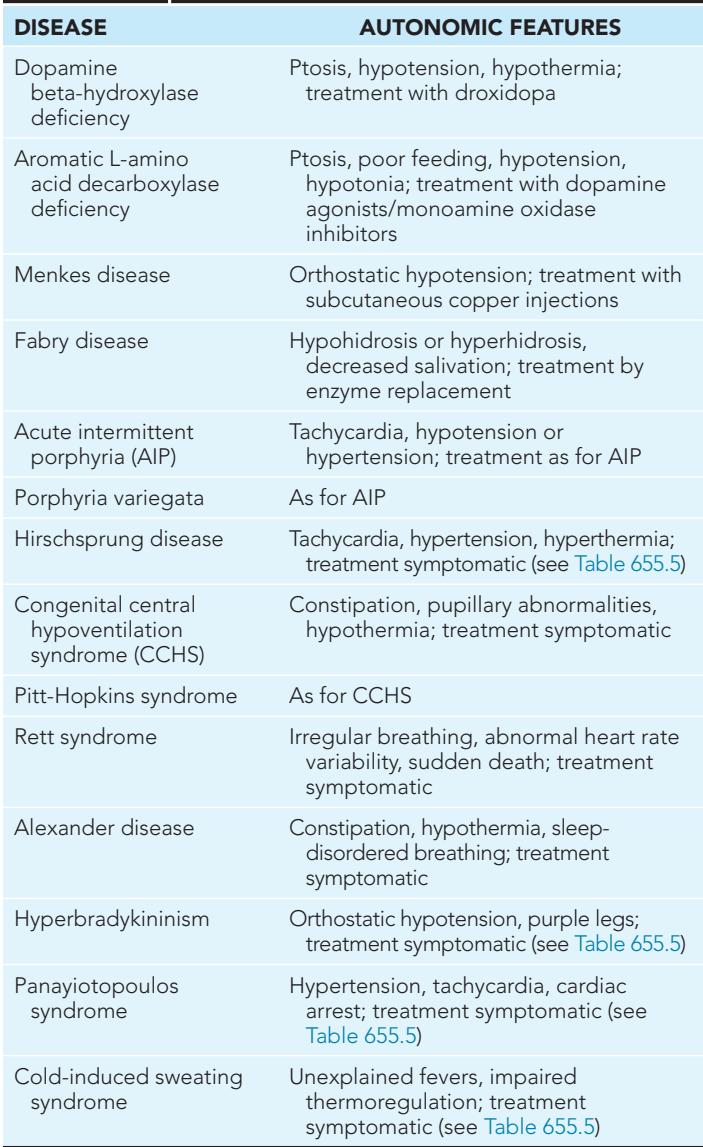 DISEASE AUTONOMIC FEATURES
Dopamine
beta-hydroxylase
deficiency
Ptosis, hypotension, hypothermia;
treatment with droxidopa
Aromatic L-amino
acid decarboxylase
deficiency
Ptosis, poor feeding, hypotension,
hypotonia; treatment with dopamine
agonists/monoamine oxidase
inhibitors
Menkes disease
Orthostatic hypotension; treatment with
subcutaneous copper injections
Fabry disease
Hypohidrosis or hyperhidrosis,
decreased salivation; treatment by
enzyme replacement
Acute intermittent
porphyria (AIP)
Tachycardia, hypotension or
hypertension; treatment as for AIP
Porphyria variegata
As for AIP
Hirschsprung disease
Tachycardia, hypertension, hyperthermia;
treatment symptomatic (see Table 655.5)
Congenital central
hypoventilation
syndrome (CCHS)
Constipation, pupillary abnormalities,
hypothermia; treatment symptomatic
Pitt-Hopkins syndrome
As for CCHS
Rett syndrome
Irregular breathing, abnormal heart rate
variability, sudden death; treatment
symptomatic
Alexander disease
Constipation, hypothermia, sleep-
disordered breathing; treatment
symptomatic
Hyperbradykininism
Orthostatic hypotension, purple legs;
treatment symptomatic (see Table 655.5)
Panayiotopoulos
syndrome
Hypertension, tachycardia, cardiac
arrest; treatment symptomatic (see
Table 655.5)
Cold-induced sweating
syndrome
Unexplained fevers, impaired
thermoregulation; treatment
symptomatic (see Table 655.5)